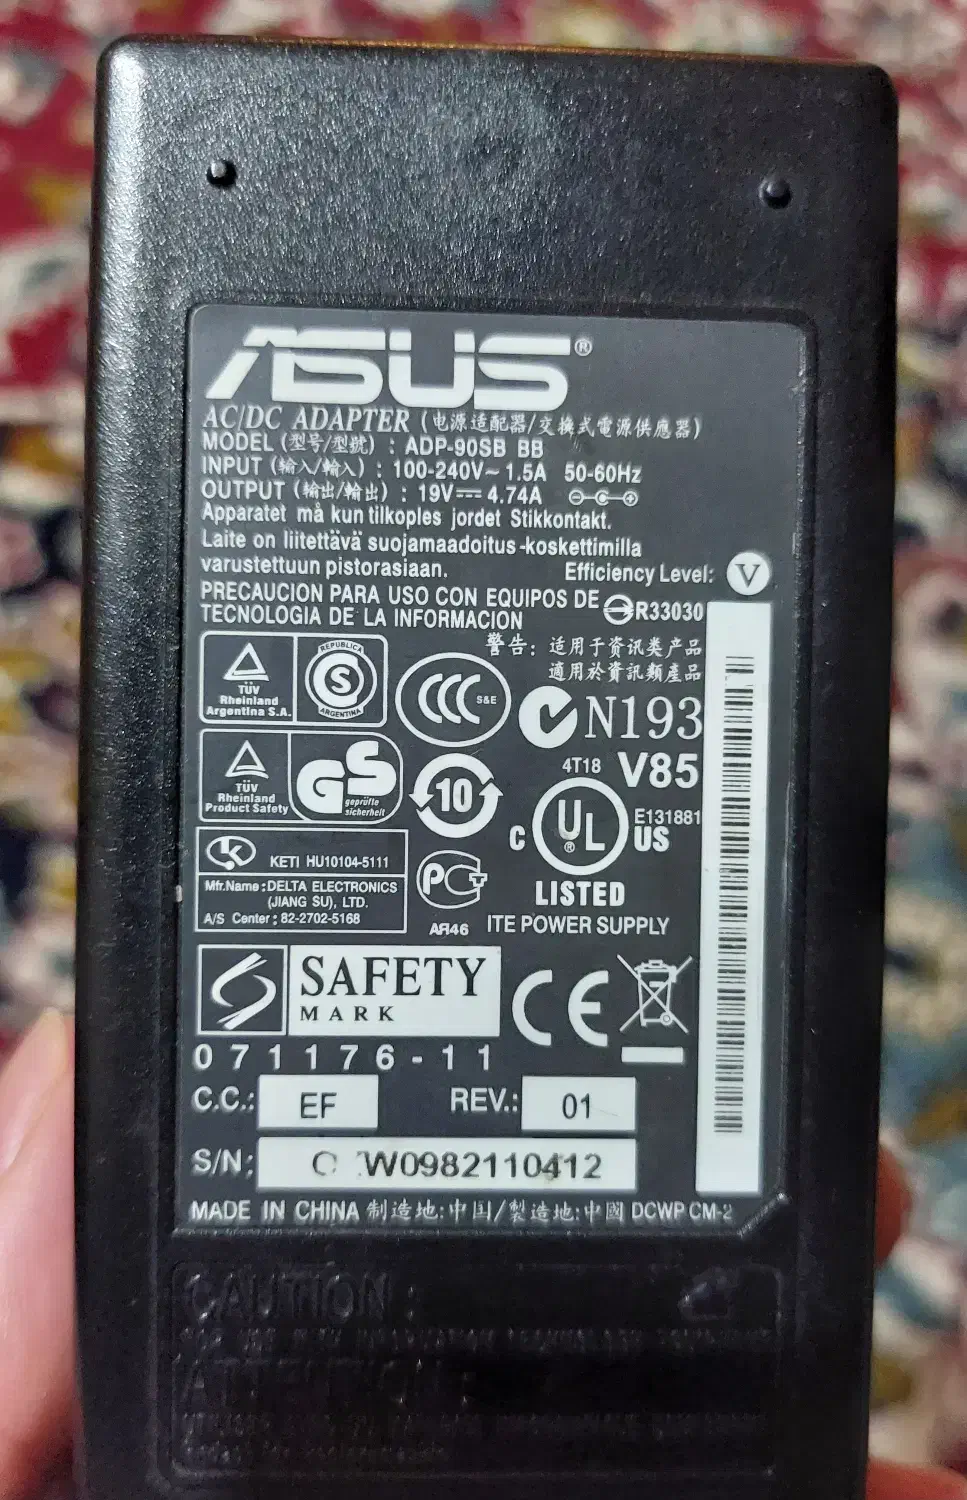 ASUS®
AC/DC ADAPTER (电源适配器/交換式電源供應器)
MODEL (型号/型號) : ADP-90SB BB
INPUT (输入/輸入) : 100-240V~ 1.5A 50-60Hz
OUTPUT (输出/輸出) : 19V⎓ 4.74A
Apparatet må kun tilkoples jordet Stikkontakt.
Laite on liitettävä suojamaadoitus-koskettimilla
varustettuun pistorasiaan.
Efficiency Level: V
PRECAUCION PARA USO CON EQUIPOS DE
TECNOLOGIA DE LA INFORMACION
R33030
警告: 适用于资讯类产品
適用於資訊類產品
TÜV
Rheinland
Argentina S.A.
REPUBLICA
S
ARGENTINA
CCC S&E
N193
TÜV
Rheinland
Product Safety
GS
geprüfte
sicherheit
10
4T18 V85
C UL® US
E131881
LISTED
ITE POWER SUPPLY
KETI HU10104-5111
Mfr.Name : DELTA ELECTRONICS
(JIANG SU), LTD.
A/S Center : 82-2702-5168
PCT
AЯ46
SAFETY
MARK
CE
071176-11
C.C.: EF REV.: 01
S/N: W0982110412
MADE IN CHINA 制造地:中国/製造地:中國 DCWP CM-2
CAUTION :
ATTENTION :